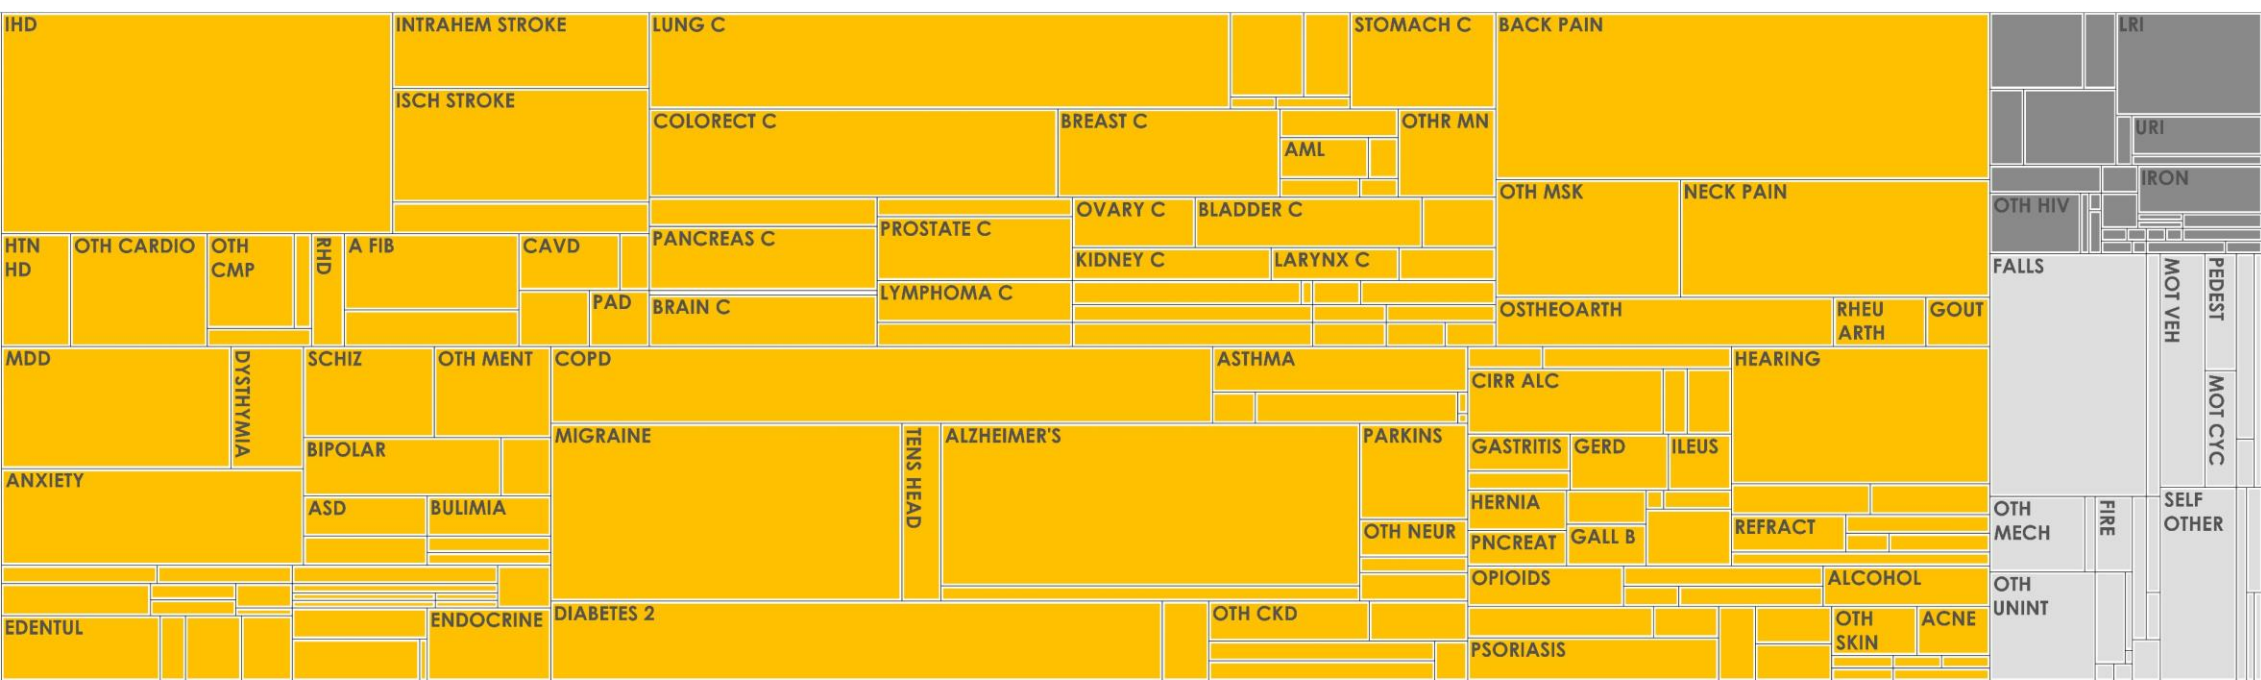 IHD
INTRAHEM STROKE
LUNG C
STOMACH C
BACK PAIN
LRI
ISCH STROKE
COLORECT C
BREAST C
OTHR MN
AML
URI
OTH MSK
NECK PAIN
IRON
OTH HIV
PANCREAS C
PROSTATE C
OVARY C
BLADDER C
KIDNEY C
LARYNX C
HTN
HD
OTH CARDIO
OTH
CMP
RHD
A FIB
CAVD
PAD
BRAIN C
LYMPHOMA C
OSTHEOARTH
RHEU
ARTH
GOUT
FALLS
MOT VEH
PEDEST
MOT CYC
MDD
DYSTHYMIA
SCHIZ
OTH MENT
COPD
ASTHMA
CIRR ALC
HEARING
BIPOLAR
MIGRAINE
TENS HEAD
ALZHEIMER'S
PARKINS
GASTRITIS
GERD
ILEUS
ANXIETY
ASD
BULIMIA
OTH NEUR
HERNIA
PNCREAT
GALL B
REFRACT
OTH
MECH
FIRE
SELF
OTHER
OPIOIDS
ALCOHOL
OTH
UNINT
EDENTUL
ENDOCRINE
DIABETES 2
OTH CKD
PSORIASIS
OTH
SKIN
ACNE